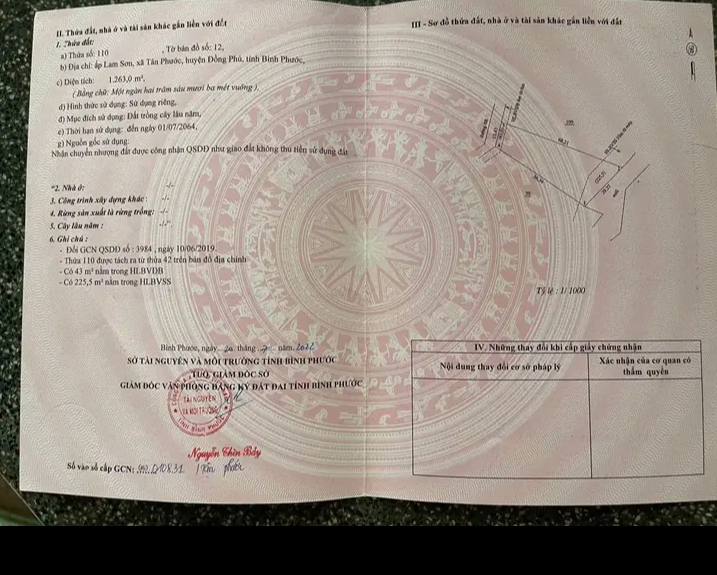 II. Thửa đất, nhà ở và tài sản khác gắn liền với đất
1. Thửa đất:
a) Thửa số: 110 , Tờ bản đồ số: 12,
b) Địa chỉ: ấp Lam Sơn, xã Tân Phước, huyện Đồng Phú, tỉnh Bình Phước,
c) Diện tích: 1.263,0 m².
( Bằng chữ: Một ngàn hai trăm sáu mươi ba mét vuông ).
d) Hình thức sử dụng: Sử dụng riêng,
đ) Mục đích sử dụng: Đất trồng cây lâu năm,
e) Thời hạn sử dụng: đến ngày 01/07/2064,
g) Nguồn gốc sử dụng:
Nhận chuyển nhượng đất được công nhận QSDĐ như giao đất không thu tiền sử dụng đất
*2. Nhà ở: -/-
3. Công trình xây dựng khác : -/-
4. Rừng sản xuất là rừng trồng: -/-
5. Cây lâu năm : -/-
6. Ghi chú :
- Đổi GCN QSDĐ số : 3984 , ngày 10/06/2019.
- Thửa 110 được tách ra từ thửa 42 trên bản đồ địa chính
- Có 43 m² nằm trong HLBVĐB
- Có 225,5 m² nằm trong HLBVSS
Bình Phước, ngày 20 tháng 7 năm 2022
SỞ TÀI NGUYÊN VÀ MÔI TRƯỜNG TỈNH BÌNH PHƯỚC
TUQ. GIÁM ĐỐC SỞ
GIÁM ĐỐC VĂN PHÒNG ĐĂNG KÝ ĐẤT ĐAI TỈNH BÌNH PHƯỚC
TÀI NGUYÊN
VÀ MÔI TRƯỜNG
TỈNH BÌNH PHƯỚC
Nguyễn Thìn Bảy
Số vào sổ cấp GCN:
III - Sơ đồ thửa đất, nhà ở và tài sản khác gắn liền với đất
Tỷ lệ : 1/ 1000
IV. Những thay đổi khi cấp giấy chứng nhận
Nội dung thay đổi cơ sở pháp lý
Xác nhận của cơ quan có
thẩm quyền